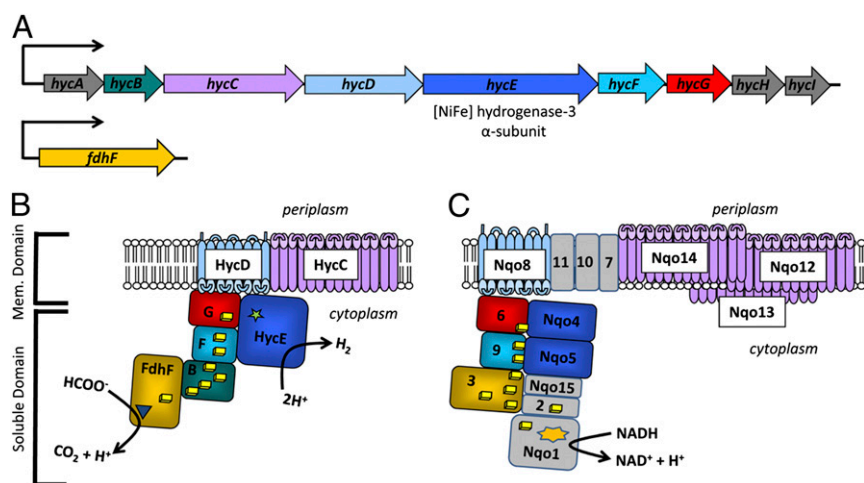 A
hycA hycB hycC hycD hycE hycF hycG hycH hycI
[NiFe] hydrogenase-3
α-subunit
fdhF
B
periplasm
HycD HycC
cytoplasm
G
HycE
F
B
FdhF
HCOO⁻
CO₂ + H⁺
2H⁺
H₂
Mem. Domain
Soluble Domain
C
periplasm
Nqo8 11 10 7 Nqo14 Nqo12
Nqo13
cytoplasm
6 Nqo4
9 Nqo5
3 Nqo15
2
Nqo1
NADH
NAD⁺ + H⁺